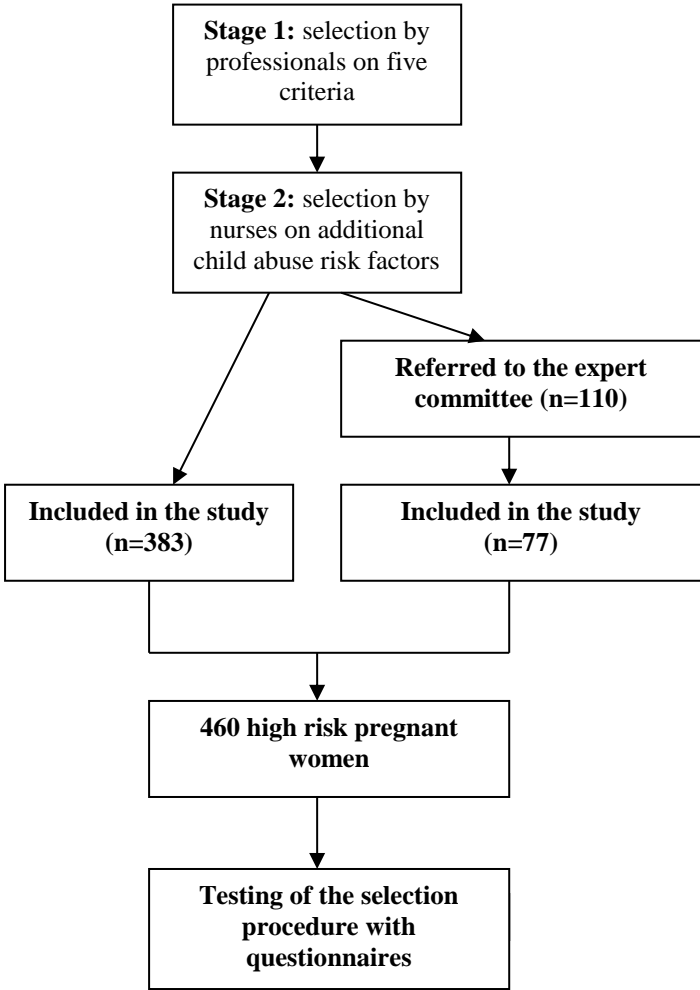 Stage 1: selection by
professionals on five
criteria
Stage 2: selection by
nurses on additional
child abuse risk factors
Referred to the expert
committee (n=110)
Included in the study
(n=383)
Included in the study
(n=77)
460 high risk pregnant
women
Testing of the selection
procedure with
questionnaires